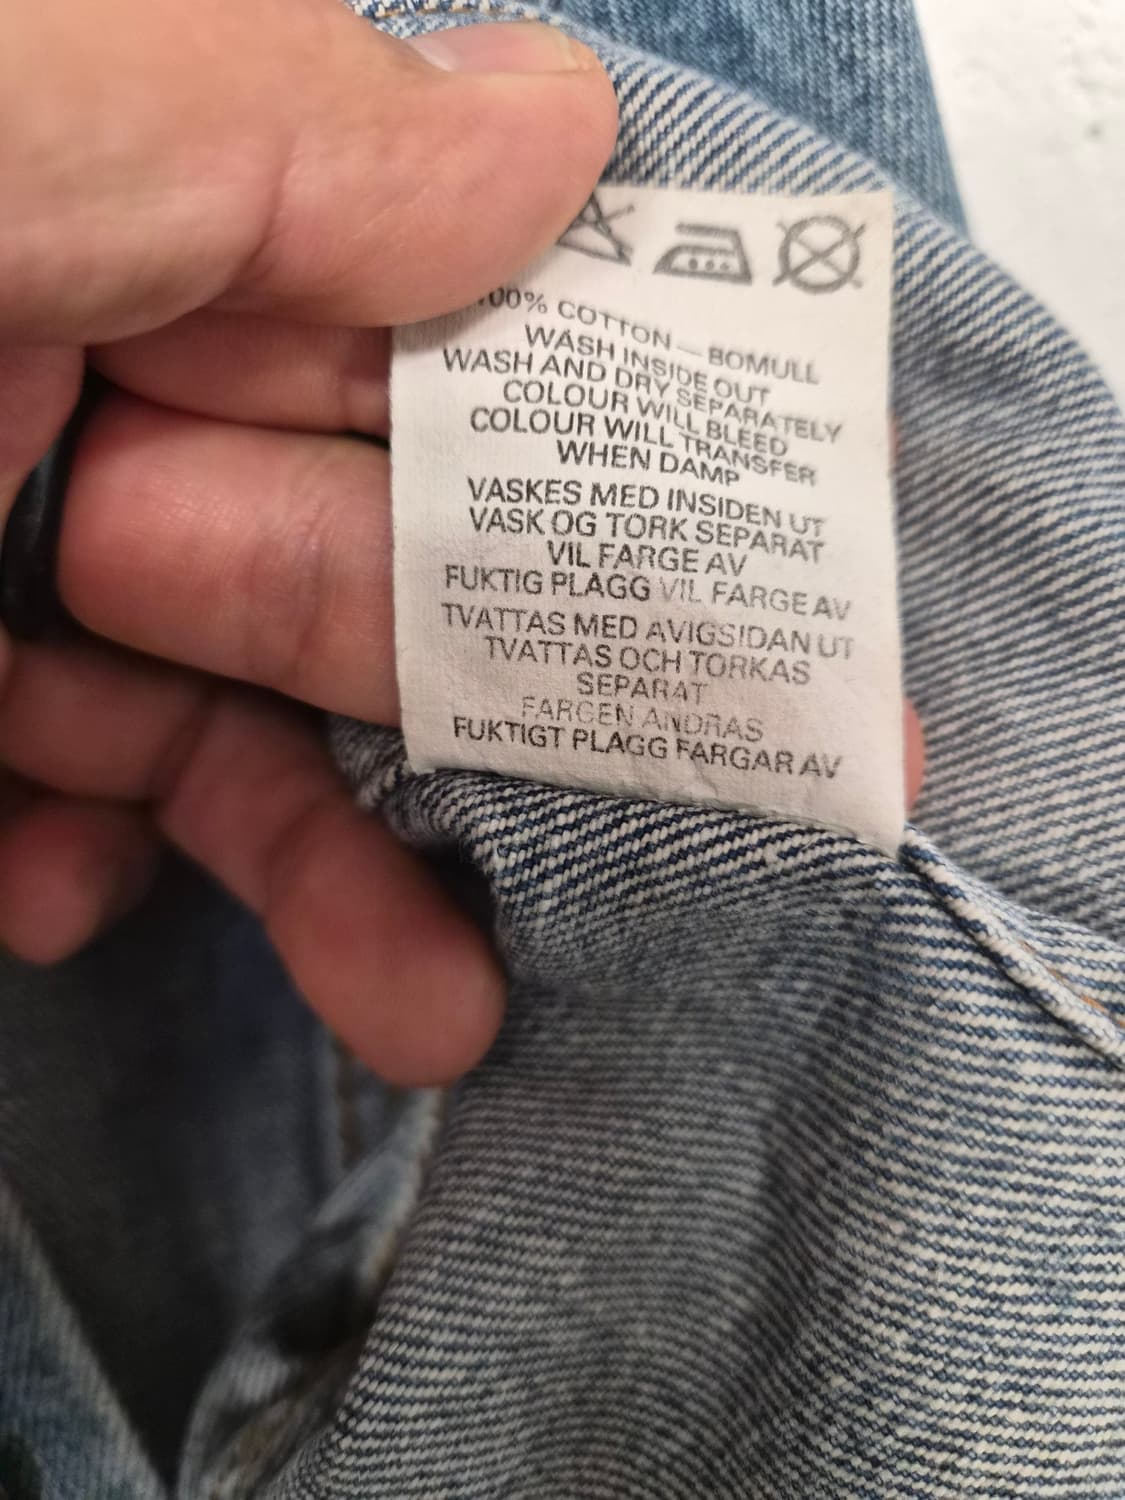 100% COTTON — BOMULL
WASH INSIDE OUT
WASH AND DRY SEPARATELY
COLOUR WILL BLEED
COLOUR WILL TRANSFER
WHEN DAMP
VASKES MED INSIDEN UT
VASK OG TORK SEPARAT
VIL FARGE AV
FUKTIG PLAGG VIL FARGE AV
TVATTAS MED AVIGSIDAN UT
TVATTAS OCH TORKAS
SEPARAT
FARGEN ANDRAS
FUKTIGT PLAGG FARGAR AV